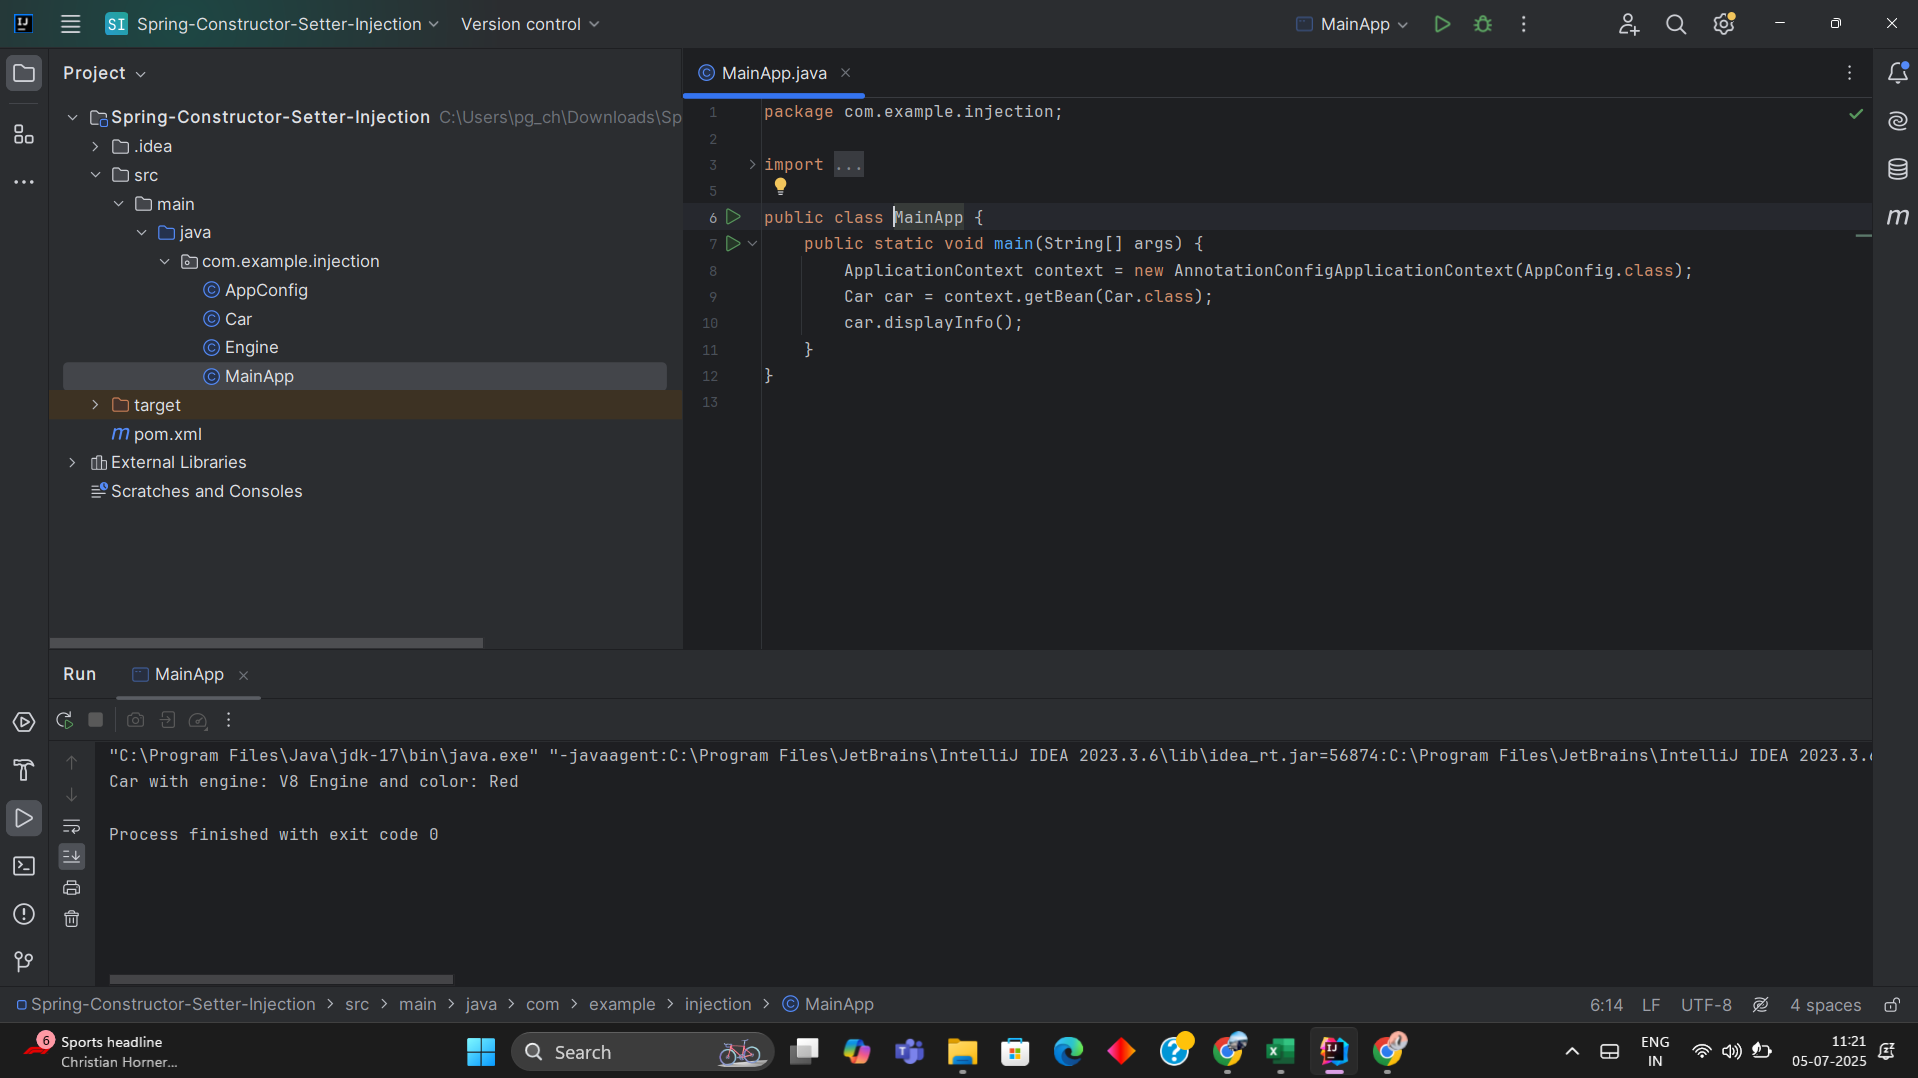 SI Spring-Constructor-Setter-Injection Version control MainApp
Project
Spring-Constructor-Setter-Injection C:\Users\pg_ch\Downloads\Sp
.idea
src
main
java
com.example.injection
AppConfig
Car
Engine
MainApp
target
pom.xml
External Libraries
Scratches and Consoles
MainApp.java
1 package com.example.injection;
2
3 import ...
5
6 public class MainApp {
7 public static void main(String[] args) {
8 ApplicationContext context = new AnnotationConfigApplicationContext(AppConfig.class);
9 Car car = context.getBean(Car.class);
10 car.displayInfo();
11 }
12 }
13
Run MainApp
"C:\Program Files\Java\jdk-17\bin\java.exe" "-javaagent:C:\Program Files\JetBrains\IntelliJ IDEA 2023.3.6\lib\idea_rt.jar=56874:C:\Program Files\JetBrains\IntelliJ IDEA 2023.3.6
Car with engine: V8 Engine and color: Red
Process finished with exit code 0
Spring-Constructor-Setter-Injection > src > main > java > com > example > injection > MainApp 6:14 LF UTF-8 4 spaces
6 Sports headline
Christian Horner...
Search
ENG
IN
11:21
05-07-2025